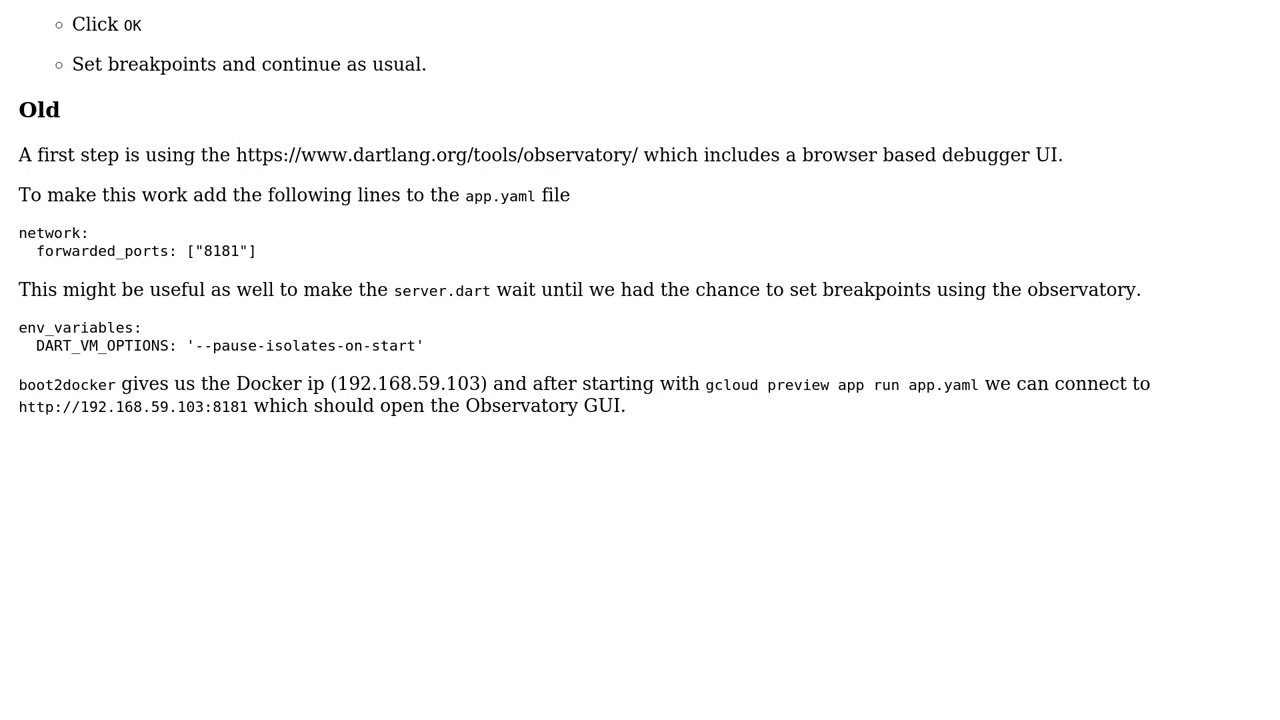 Click OK
Set breakpoints and continue as usual.
Old
A first step is using the https://www.dartlang.org/tools/observatory/ which includes a browser based debugger UI.
To make this work add the following lines to the app.yaml file
network:
  forwarded_ports: ["8181"]
This might be useful as well to make the server.dart wait until we had the chance to set breakpoints using the observatory.
env_variables:
  DART_VM_OPTIONS: '--pause-isolates-on-start'
boot2docker gives us the Docker ip (192.168.59.103) and after starting with gcloud preview app run app.yaml we can connect to
http://192.168.59.103:8181 which should open the Observatory GUI.